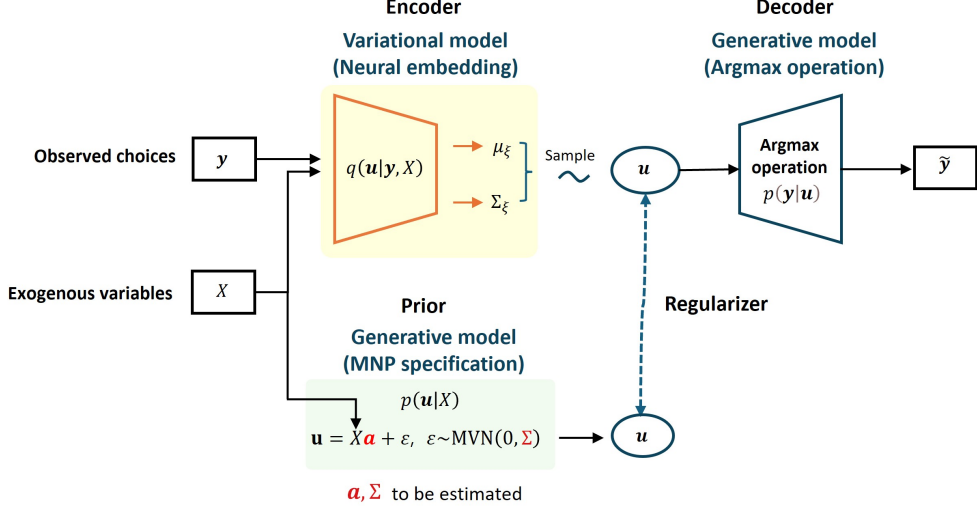 Encoder
Decoder
Variational model
(Neural embedding)
Generative model
(Argmax operation)
Observed choices
y
q(u|y, X)
μξ
Σξ
Sample
u
Argmax
operation
p(y|u)
ỹ
Exogenous variables
X
Prior
Regularizer
Generative model
(MNP specification)
p(u|X)
u = Xa + ε, ε~MVN(0, Σ)
u
a, Σ to be estimated